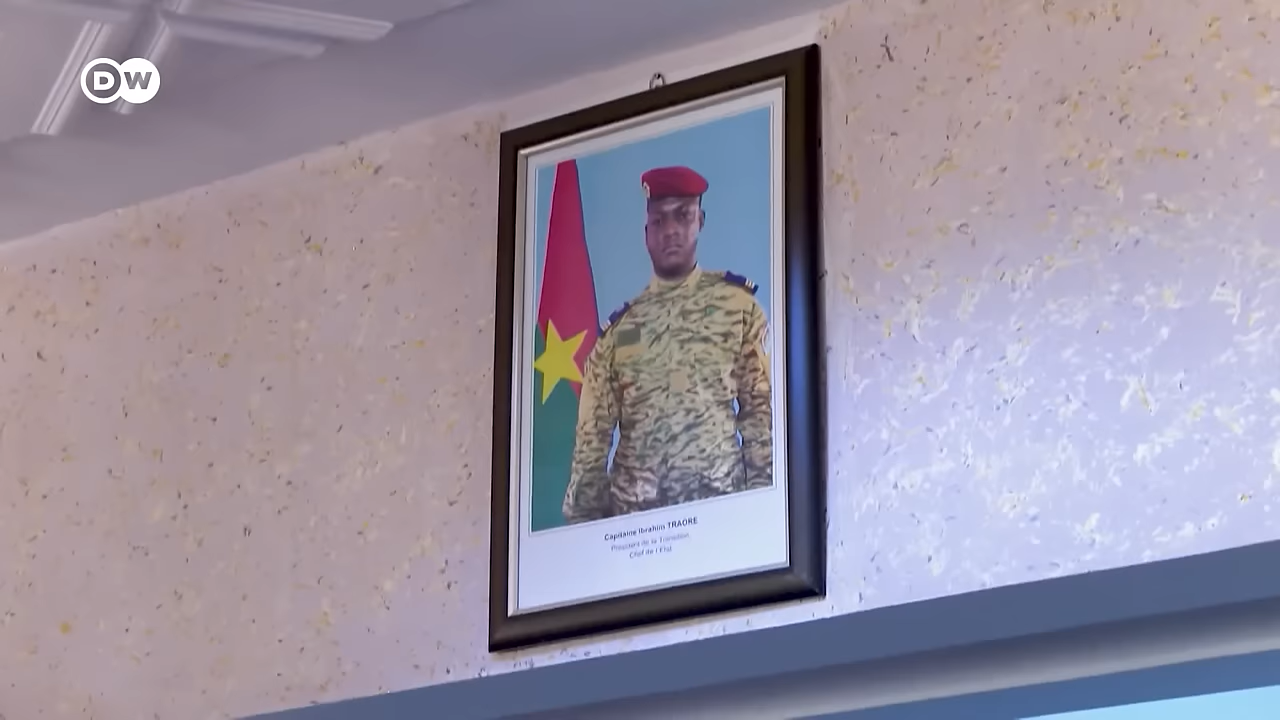 DW
Capitaine Ibrahim TRAORE
Président de la Transition,
Chef de l'Etat